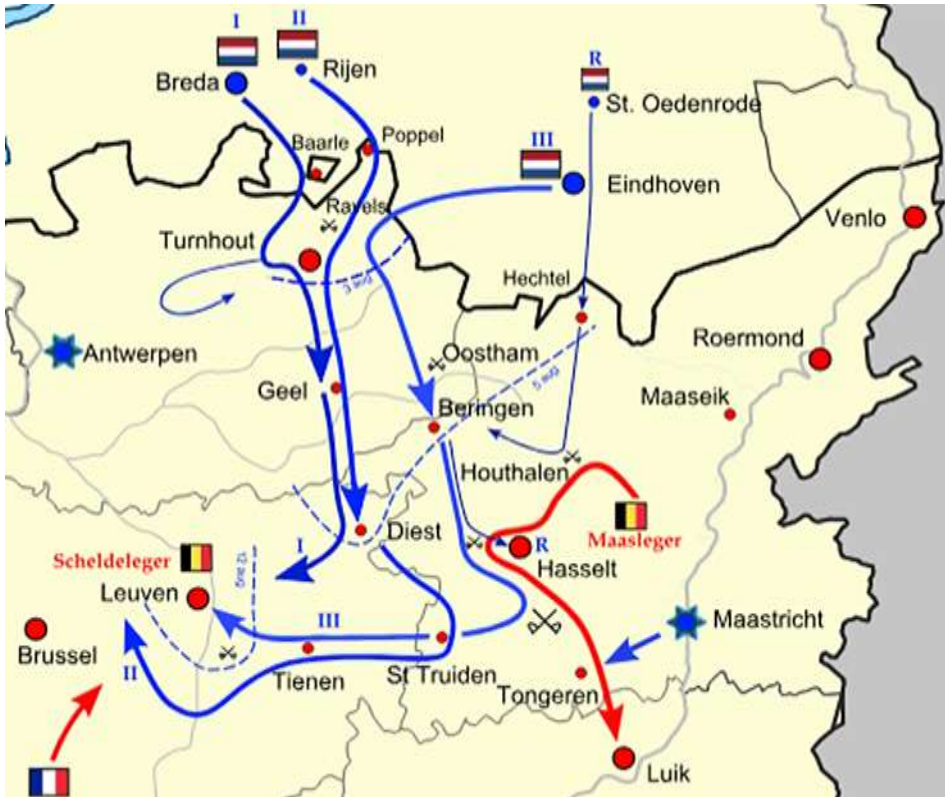 I
II
Rijen
Breda
R
St. Oedenrode
Baarle
Poppel
III
Eindhoven
Ravels
Venlo
Turnhout
Hechtel
3 aug
Roermond
Antwerpen
Oostham
5 aug
Geel
Maaseik
Beringen
Houthalen
Diest
Maasleger
I
R
Hasselt
Scheldeleger
12 aug
Leuven
III
Maastricht
Brussel
II
Tienen
St Truiden
Tongeren
Luik